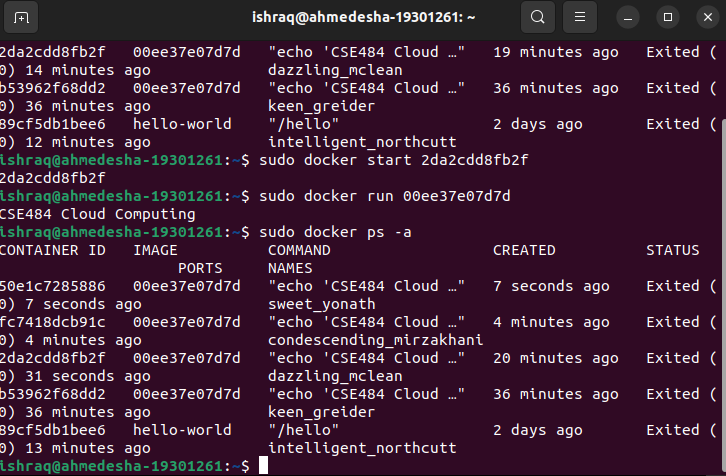 ishraq@ahmedesha-19301261: ~
2da2cdd8fb2f   00ee37e07d7d   "echo 'CSE484 Cloud …"   19 minutes ago   Exited (
0) 14 minutes ago             dazzling_mclean
b53962f68dd2   00ee37e07d7d   "echo 'CSE484 Cloud …"   36 minutes ago   Exited (
0) 36 minutes ago             keen_greider
89cf5db1bee6   hello-world    "/hello"                 2 days ago       Exited (
0) 12 minutes ago             intelligent_northcutt
ishraq@ahmedesha-19301261:~$ sudo docker start 2da2cdd8fb2f
2da2cdd8fb2f
ishraq@ahmedesha-19301261:~$ sudo docker run 00ee37e07d7d
CSE484 Cloud Computing
ishraq@ahmedesha-19301261:~$ sudo docker ps -a
CONTAINER ID   IMAGE          COMMAND                  CREATED          STATUS
PORTS     NAMES
50e1c7285886   00ee37e07d7d   "echo 'CSE484 Cloud …"   7 seconds ago    Exited (
0) 7 seconds ago              sweet_yonath
fc7418dcb91c   00ee37e07d7d   "echo 'CSE484 Cloud …"   4 minutes ago    Exited (
0) 4 minutes ago              condescending_mirzakhani
2da2cdd8fb2f   00ee37e07d7d   "echo 'CSE484 Cloud …"   20 minutes ago   Exited (
0) 31 seconds ago             dazzling_mclean
b53962f68dd2   00ee37e07d7d   "echo 'CSE484 Cloud …"   36 minutes ago   Exited (
0) 36 minutes ago             keen_greider
89cf5db1bee6   hello-world    "/hello"                 2 days ago       Exited (
0) 13 minutes ago             intelligent_northcutt
ishraq@ahmedesha-19301261:~$